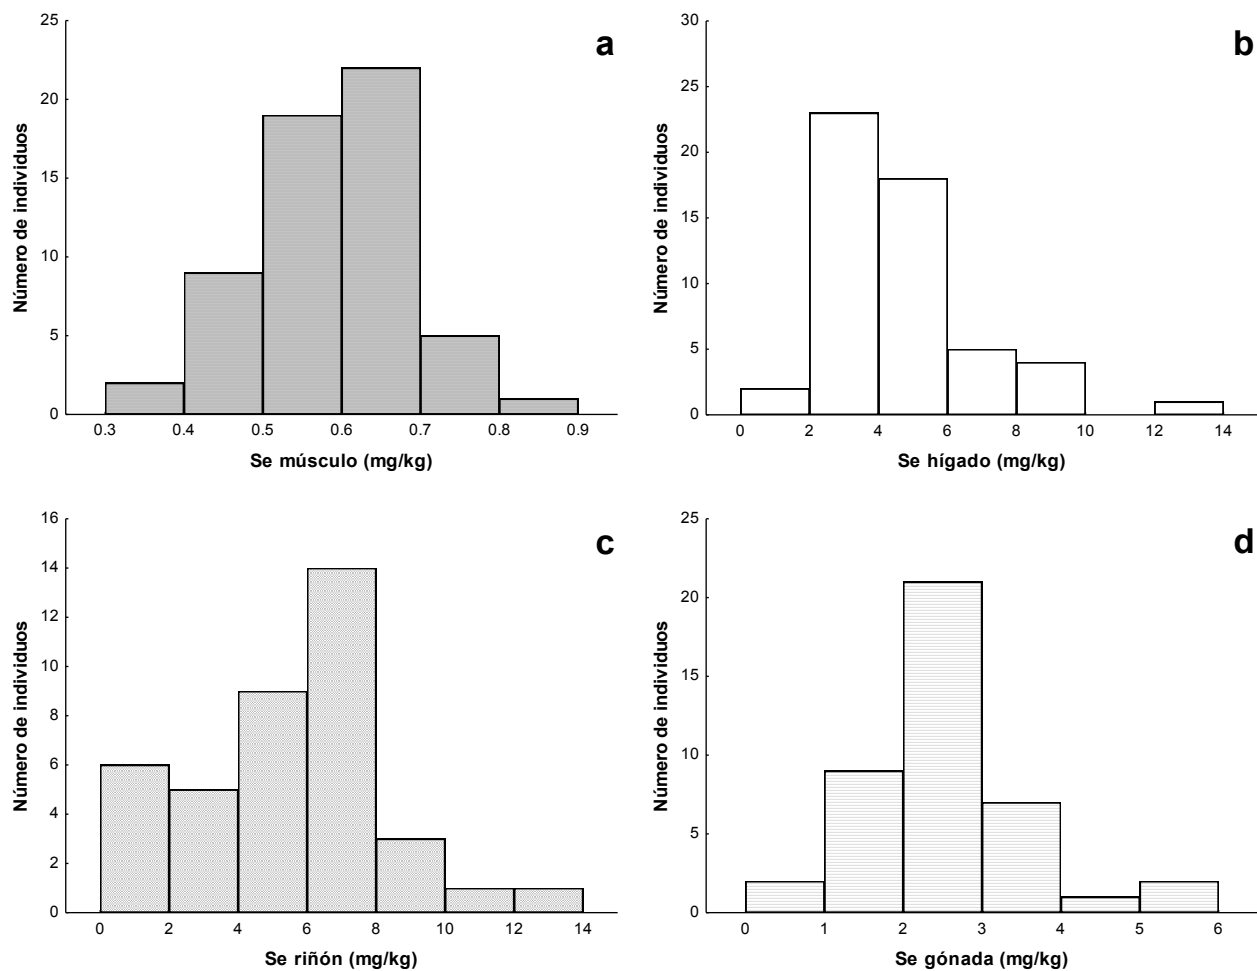 a
Número de individuos
25
20
15
10
5
0
0.3 0.4 0.5 0.6 0.7 0.8 0.9
Se músculo (mg/kg)
b
Número de individuos
30
25
20
15
10
5
0
0 2 4 6 8 10 12 14
Se hígado (mg/kg)
c
Número de individuos
16
14
12
10
8
6
4
2
0
0 2 4 6 8 10 12 14
Se riñón (mg/kg)
d
Número de individuos
25
20
15
10
5
0
0 1 2 3 4 5 6
Se gónada (mg/kg)